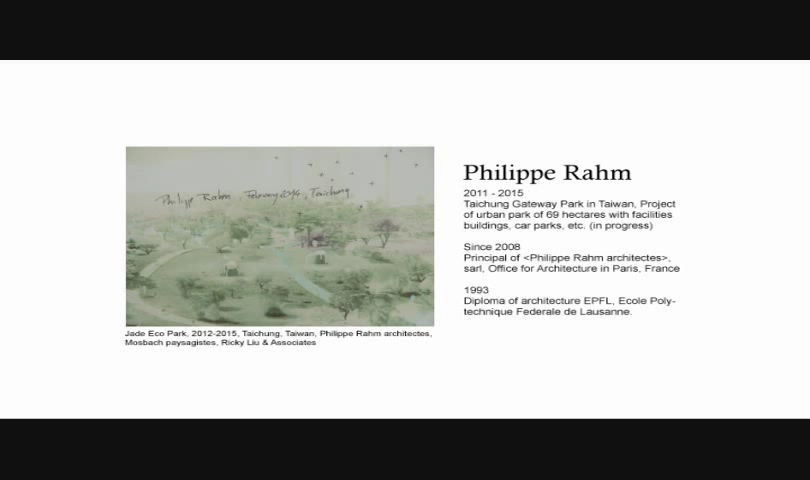 Philippe Rahm February 2014, Taichung
Jade Eco Park, 2012-2015, Taichung, Taiwan, Philippe Rahm architectes,
Mosbach paysagistes, Ricky Liu & Associates
Philippe Rahm
2011 - 2015
Taichung Gateway Park in Taiwan, Project
of urban park of 69 hectares with facilities
buildings, car parks, etc. (in progress)
Since 2008
Principal of <Philippe Rahm architectes>,
sarl, Office for Architecture in Paris, France
1993
Diploma of architecture EPFL, Ecole Poly-
technique Federale de Lausanne.